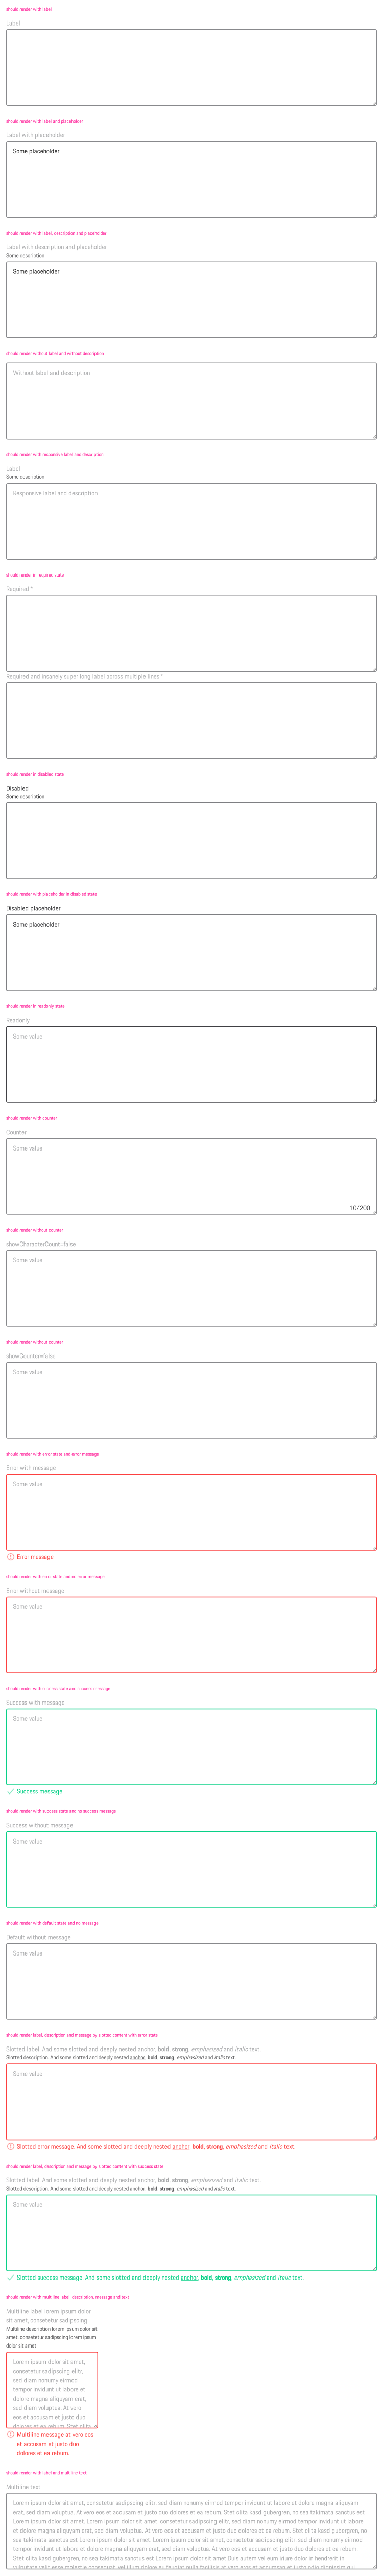 should render with label
Label
should render with label and placeholder
Label with placeholder
Some placeholder
should render with label, description and placeholder
Label with description and placeholder
Some description
Some placeholder
should render without label and without description
Without label and description
should render with responsive label and description
Label
Some description
Responsive label and description
should render in required state
Required *
Required and insanely super long label across multiple lines *
should render in disabled state
Disabled
Some description
should render with placeholder in disabled state
Disabled placeholder
Some placeholder
should render in readonly state
Readonly
Some value
should render with counter
Counter
Some value
10/200
should render without counter
showCharacterCount=false
Some value
should render without counter
showCounter=false
Some value
should render with error state and error message
Error with message
Some value
Error message
should render with error state and no error message
Error without message
Some value
should render with success state and success message
Success with message
Some value
Success message
should render with success state and no success message
Success without message
Some value
should render with default state and no message
Default without message
Some value
should render label, description and message by slotted content with error state
Slotted label. And some slotted and deeply nested anchor, bold, strong, emphasized and italic text.
Slotted description. And some slotted and deeply nested anchor, bold, strong, emphasized and italic text.
Some value
Slotted error message. And some slotted and deeply nested anchor, bold, strong, emphasized and italic text.
should render label, description and message by slotted content with success state
Slotted label. And some slotted and deeply nested anchor, bold, strong, emphasized and italic text.
Slotted description. And some slotted and deeply nested anchor, bold, strong, emphasized and italic text.
Some value
Slotted success message. And some slotted and deeply nested anchor, bold, strong, emphasized and italic text.
should render with multiline label, description, message and text
Multiline label lorem ipsum dolor
sit amet, consetetur sadipscing
Multiline description lorem ipsum dolor sit
amet, consetetur sadipscing lorem ipsum
dolor sit amet
Lorem ipsum dolor sit amet,
consetetur sadipscing elitr,
sed diam nonumy eirmod
tempor invidunt ut labore et
dolore magna aliquyam erat,
sed diam voluptua. At vero
eos et accusam et justo duo
dolores et ea rebum. Stet clita
Multiline message at vero eos
et accusam et justo duo
dolores et ea rebum.
should render with label and multiline text
Multiline text
Lorem ipsum dolor sit amet, consetetur sadipscing elitr, sed diam nonumy eirmod tempor invidunt ut labore et dolore magna aliquyam
erat, sed diam voluptua. At vero eos et accusam et justo duo dolores et ea rebum. Stet clita kasd gubergren, no sea takimata sanctus est
Lorem ipsum dolor sit amet. Lorem ipsum dolor sit amet, consetetur sadipscing elitr, sed diam nonumy eirmod tempor invidunt ut labore
et dolore magna aliquyam erat, sed diam voluptua. At vero eos et accusam et justo duo dolores et ea rebum. Stet clita kasd gubergren, no
sea takimata sanctus est Lorem ipsum dolor sit amet. Lorem ipsum dolor sit amet, consetetur sadipscing elitr, sed diam nonumy eirmod
tempor invidunt ut labore et dolore magna aliquyam erat, sed diam voluptua. At vero eos et accusam et justo duo dolores et ea rebum.
Stet clita kasd gubergren, no sea takimata sanctus est Lorem ipsum dolor sit amet.Duis autem vel eum iriure dolor in hendrerit in
vulputate velit esse molestie consequat, vel illum dolore eu feugiat nulla facilisis at vero eros et accumsan et iusto odio dignissim qui